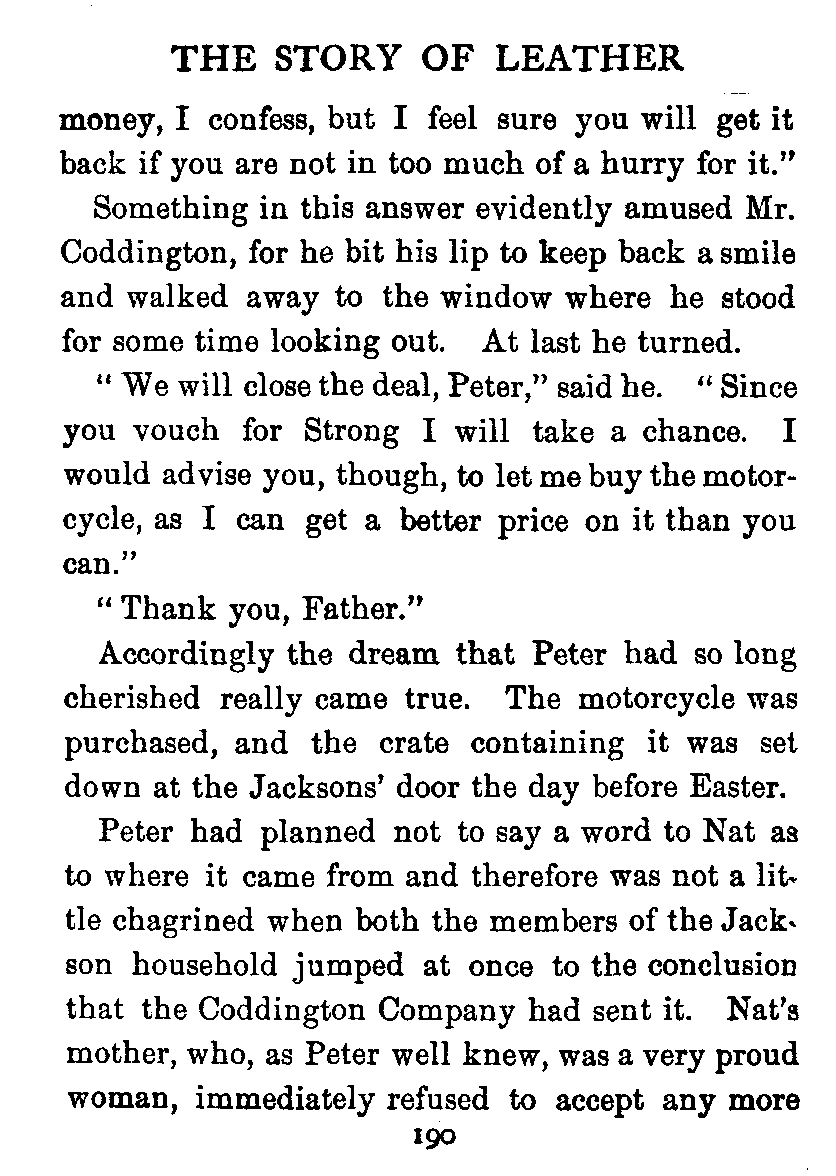 THE STORY OF LEATHER
money, I confess, but I feel sure you will get it
back if you are not in too much of a hurry for it."
Something in this answer evidently amused Mr.
Coddington, for he bit his lip to keep back a smile
and walked away to the window where he stood
for some time looking out. At last he turned.
"We will close the deal, Peter," said he. "Since
you vouch for Strong I will take a chance. I
would advise you, though, to let me buy the motor-
cycle, as I can get a better price on it than you
can."
"Thank you, Father."
Accordingly the dream that Peter had so long
cherished really came true. The motorcycle was
purchased, and the crate containing it was set
down at the Jacksons' door the day before Easter.
Peter had planned not to say a word to Nat as
to where it came from and therefore was not a lit-
tle chagrined when both the members of the Jack-
son household jumped at once to the conclusion
that the Coddington Company had sent it. Nat's
mother, who, as Peter well knew, was a very proud
woman, immediately refused to accept any more
190